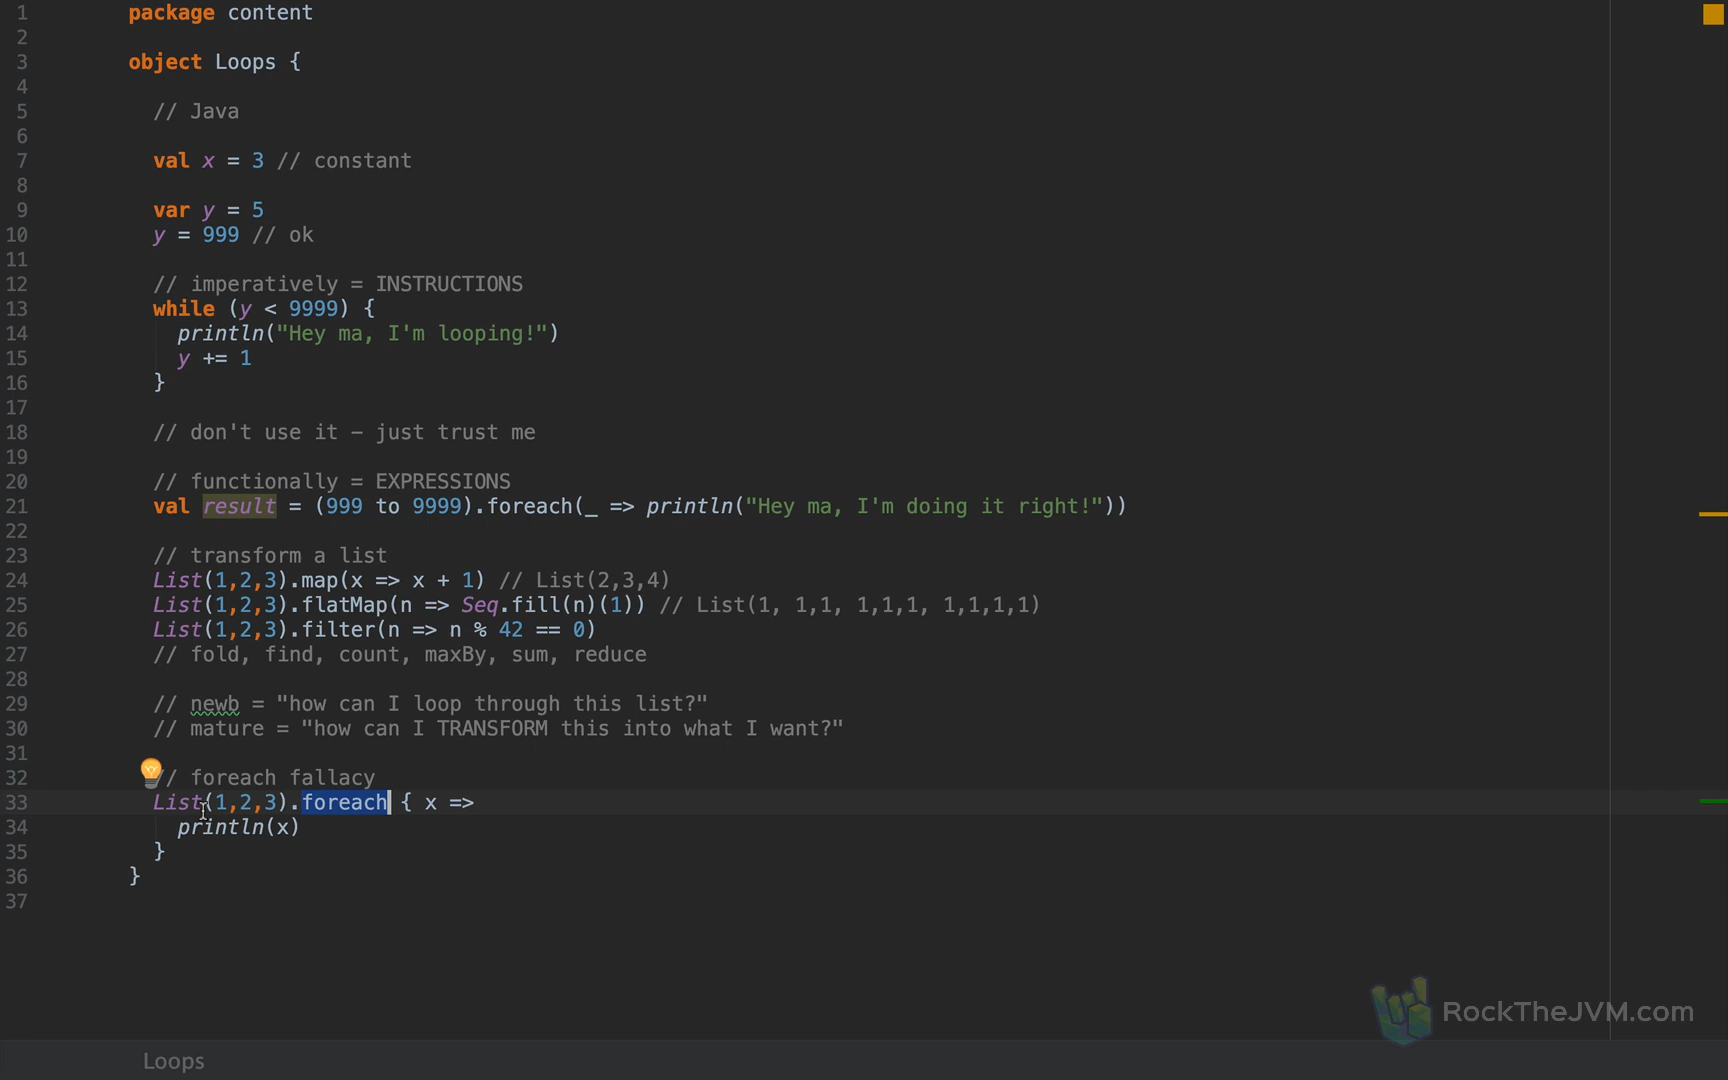 1 package content
2
3 object Loops {
4
5 // Java
6
7 val x = 3 // constant
8
9 var y = 5
10 y = 999 // ok
11
12 // imperatively = INSTRUCTIONS
13 while (y < 9999) {
14 println("Hey ma, I'm looping!")
15 y += 1
16 }
17
18 // don't use it – just trust me
19
20 // functionally = EXPRESSIONS
21 val result = (999 to 9999).foreach(_ => println("Hey ma, I'm doing it right!"))
22
23 // transform a list
24 List(1,2,3).map(x => x + 1) // List(2,3,4)
25 List(1,2,3).flatMap(n => Seq.fill(n)(1)) // List(1, 1,1, 1,1,1, 1,1,1,1)
26 List(1,2,3).filter(n => n % 42 == 0)
27 // fold, find, count, maxBy, sum, reduce
28
29 // newb = "how can I loop through this list?"
30 // mature = "how can I TRANSFORM this into what I want?"
31
32 // foreach fallacy
33 List(1,2,3).foreach { x =>
34 println(x)
35 }
36 }
37
RockTheJVM.com
Loops